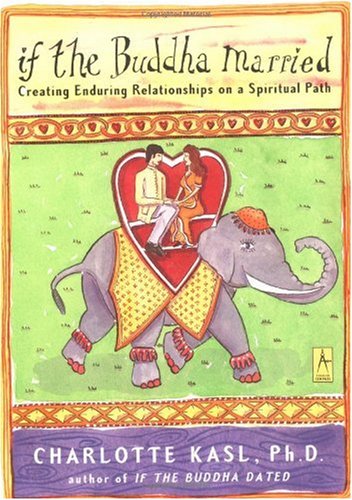 if the Buddha married
Creating Enduring Relationships on a Spiritual Path
CHARLOTTE KASL, Ph.D.
author of IF THE BUDDHA DATED